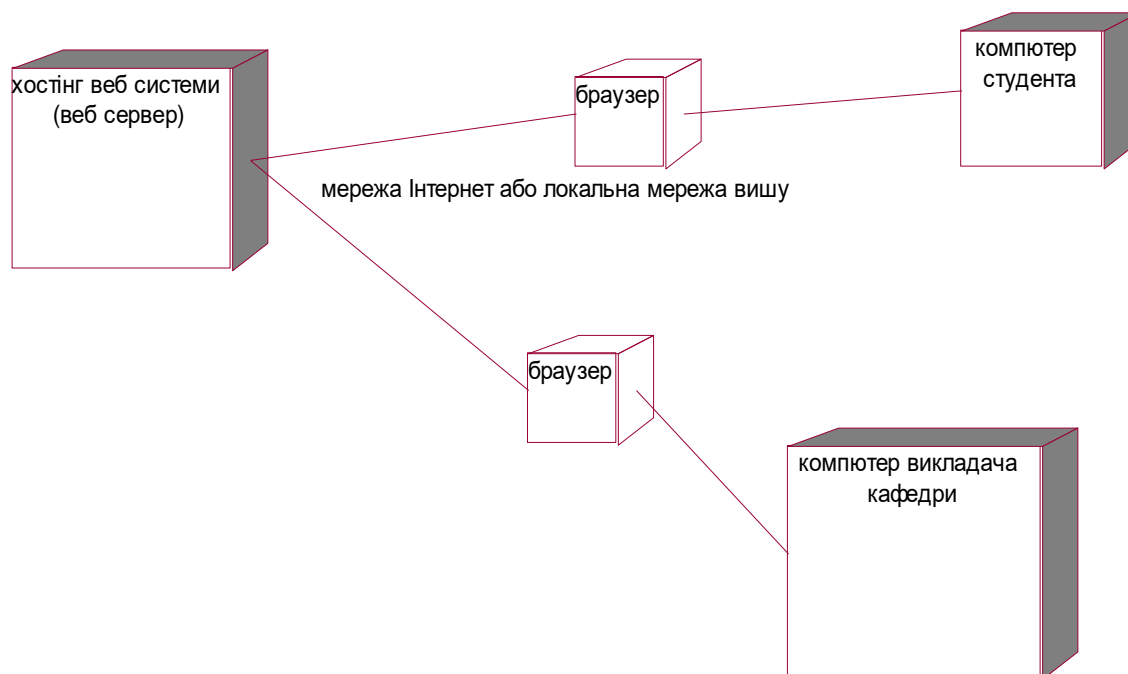 хостінг веб системи
(веб сервер)
браузер
компютер
студента
мережа Інтернет або локальна мережа вишу
браузер
компютер викладача
кафедри